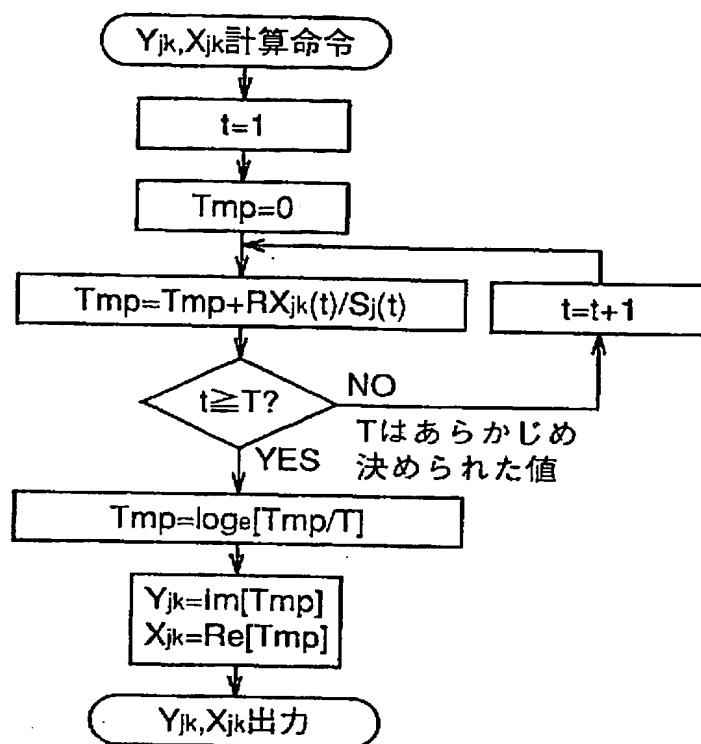 Yjk,Xjk計算命令
t=1
Tmp=0
Tmp=Tmp+RXjk(t)/Sj(t)
t=t+1
t≧T?
NO
Tはあらかじめ
決められた値
YES
Tmp=loge[Tmp/T]
Yjk=Im[Tmp]
Xjk=Re[Tmp]
Yjk,Xjk出力